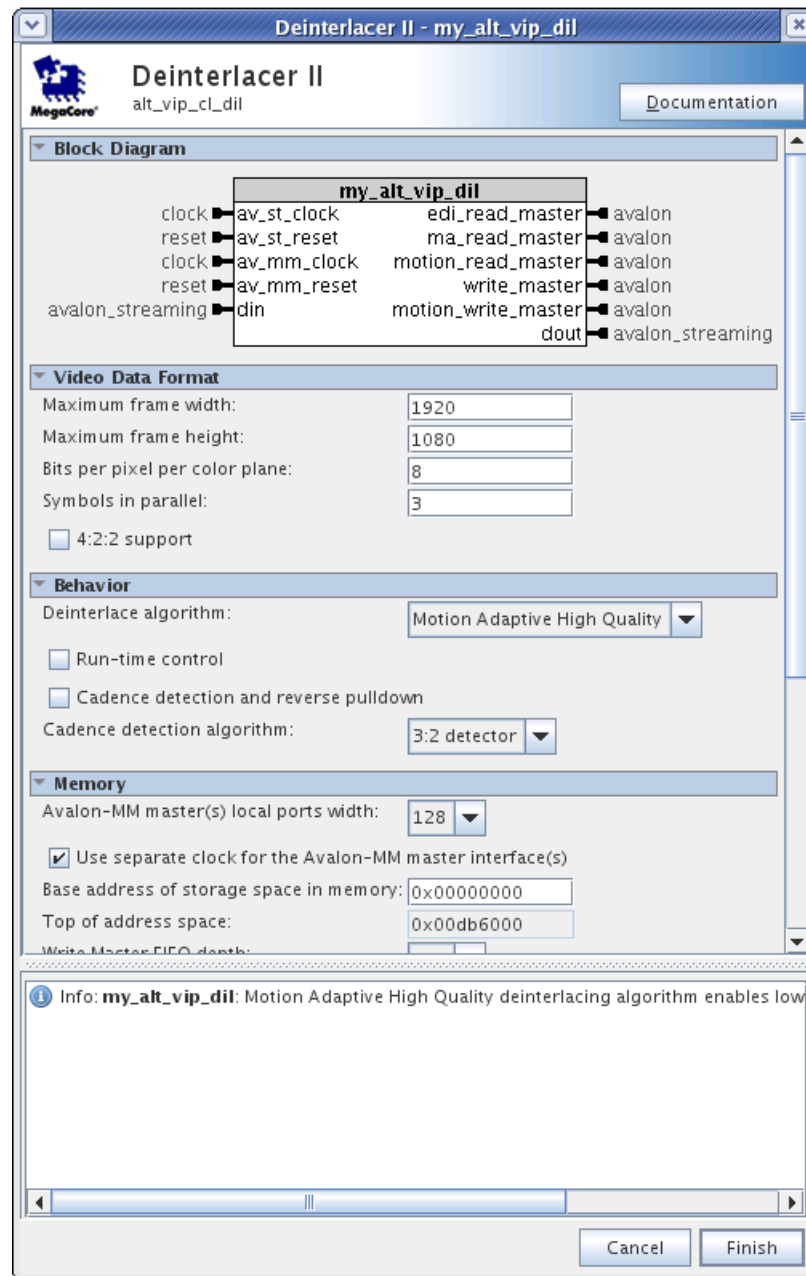 Deinterlacer II - my_alt_vip_dil
Deinterlacer II
MegaCore®
alt_vip_cl_dil
Documentation
Block Diagram
my_alt_vip_dil
clock av_st_clock edi_read_master avalon
reset av_st_reset ma_read_master avalon
clock av_mm_clock motion_read_master avalon
reset av_mm_reset write_master avalon
avalon_streaming din motion_write_master avalon
dout avalon_streaming
Video Data Format
Maximum frame width: 1920
Maximum frame height: 1080
Bits per pixel per color plane: 8
Symbols in parallel: 3
4:2:2 support
Behavior
Deinterlace algorithm: Motion Adaptive High Quality
Run-time control
Cadence detection and reverse pulldown
Cadence detection algorithm: 3:2 detector
Memory
Avalon-MM master(s) local ports width: 128
Use separate clock for the Avalon-MM master interface(s)
Base address of storage space in memory: 0x00000000
Top of address space: 0x00db6000
Write Master FIFO depth:
Info: my_alt_vip_dil: Motion Adaptive High Quality deinterlacing algorithm enables low
Cancel Finish